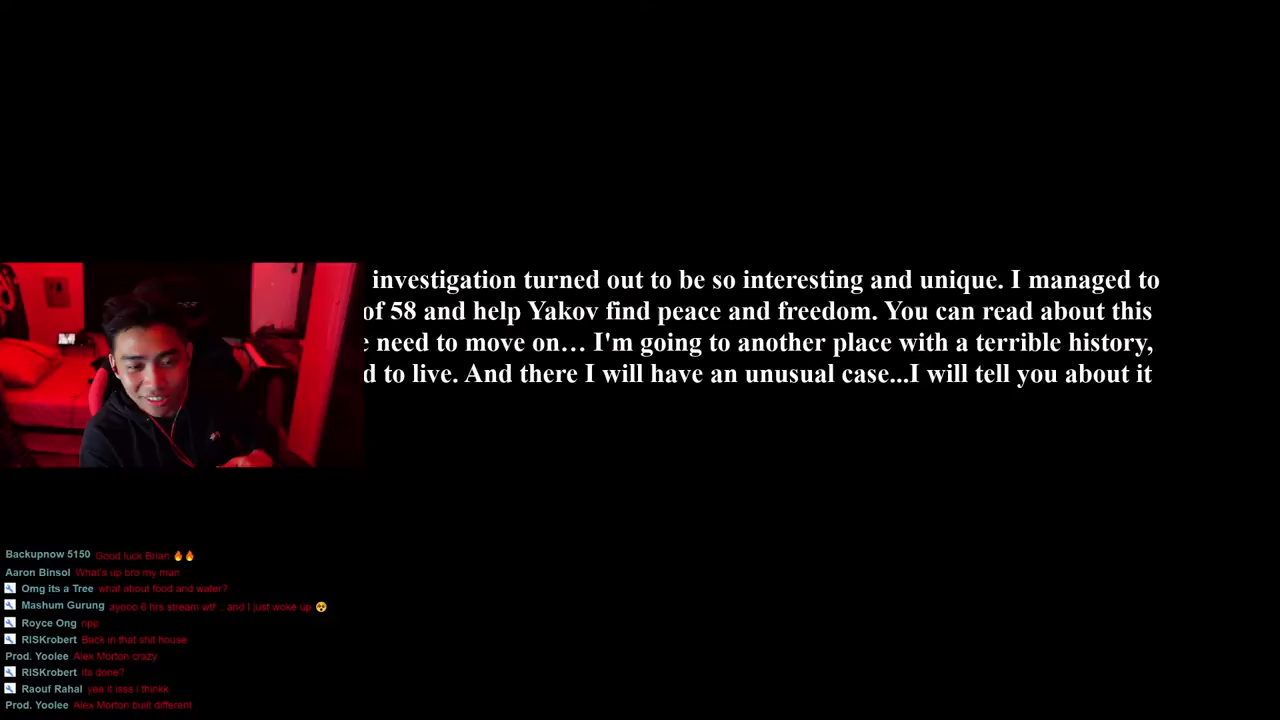 investigation turned out to be so interesting and unique. I managed to
of 58 and help Yakov find peace and freedom. You can read about this
need to move on… I'm going to another place with a terrible history,
to live. And there I will have an unusual case...I will tell you about it
Backupnow 5150 Good luck Brian 🔥🔥
Aaron Binsol What's up bro my man
Omg its a Tree what about food and water?
Mashum Gurung ayooo 6 hrs stream wtf .. and I just woke up 😲
Royce Ong npp
RISKrobert Back in that shit house
Prod. Yoolee Alex Morton crazy
RISKrobert its done?
Raouf Rahal yea it isss i thinkk
Prod. Yoolee Alex Morton built different